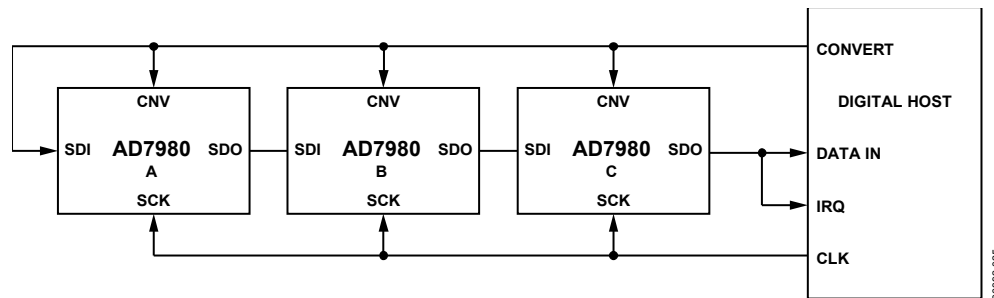 CONVERT
CNV CNV CNV
DIGITAL HOST
SDI AD7980 SDO SDI AD7980 SDO SDI AD7980 SDO DATA IN
A B C
SCK SCK SCK IRQ
CLK